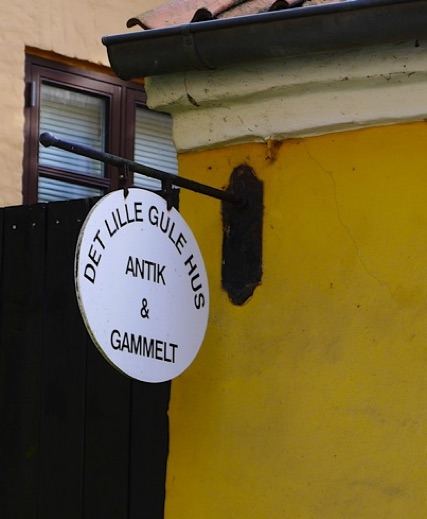 DET LILLE GULE HUS
ANTIK
&
GAMMELT